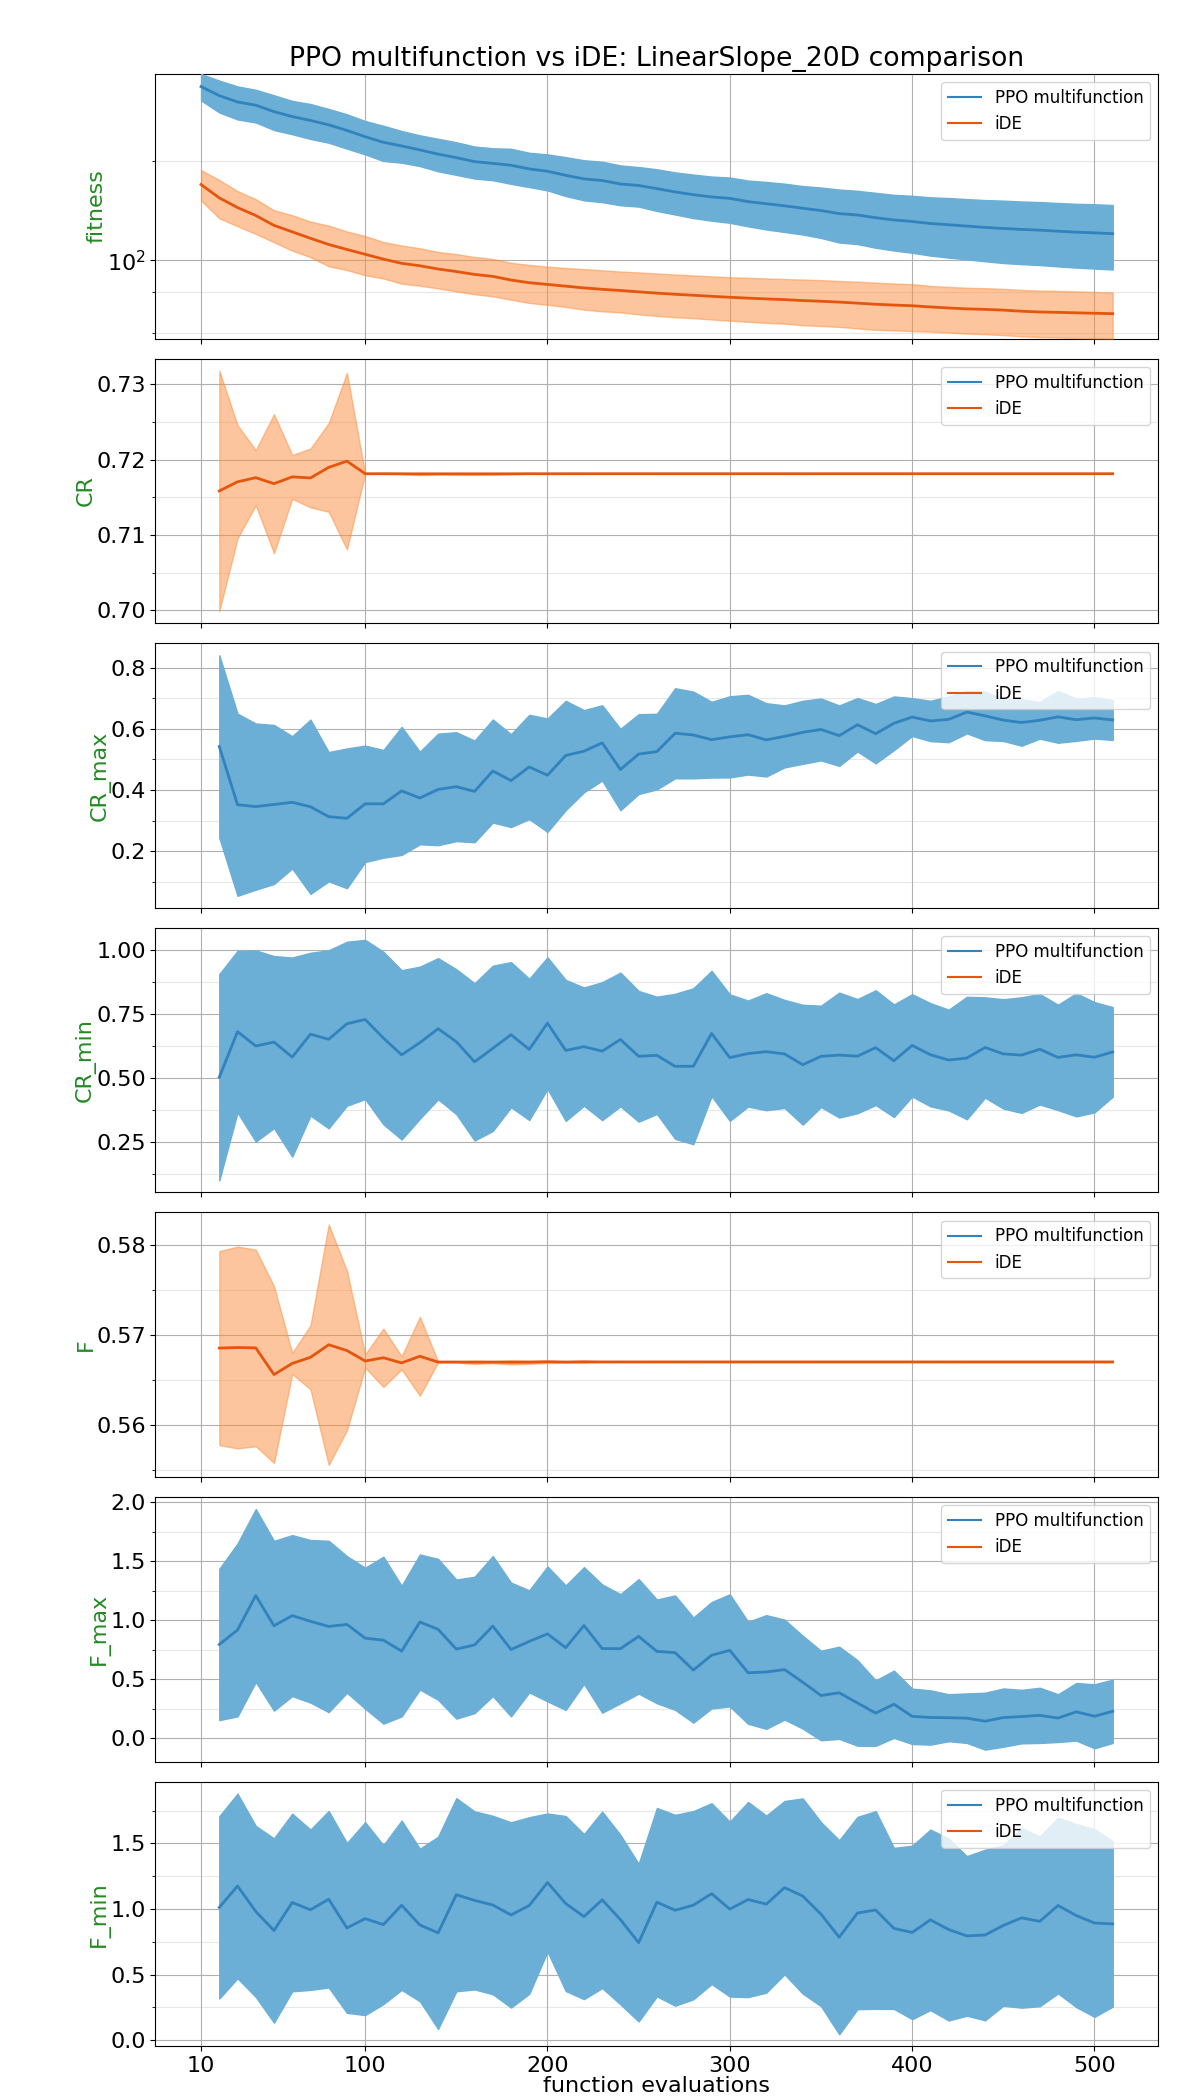 PPO multifunction vs iDE: LinearSlope_20D comparison
fitness
10²
PPO multifunction
iDE
CR
0.73
0.72
0.71
0.70
PPO multifunction
iDE
CR_max
0.8
0.6
0.4
0.2
PPO multifunction
iDE
CR_min
1.00
0.75
0.50
0.25
PPO multifunction
iDE
F
0.58
0.57
0.56
PPO multifunction
iDE
F_max
2.0
1.5
1.0
0.5
0.0
PPO multifunction
iDE
F_min
1.5
1.0
0.5
0.0
PPO multifunction
iDE
10 100 200 300 400 500
function evaluations